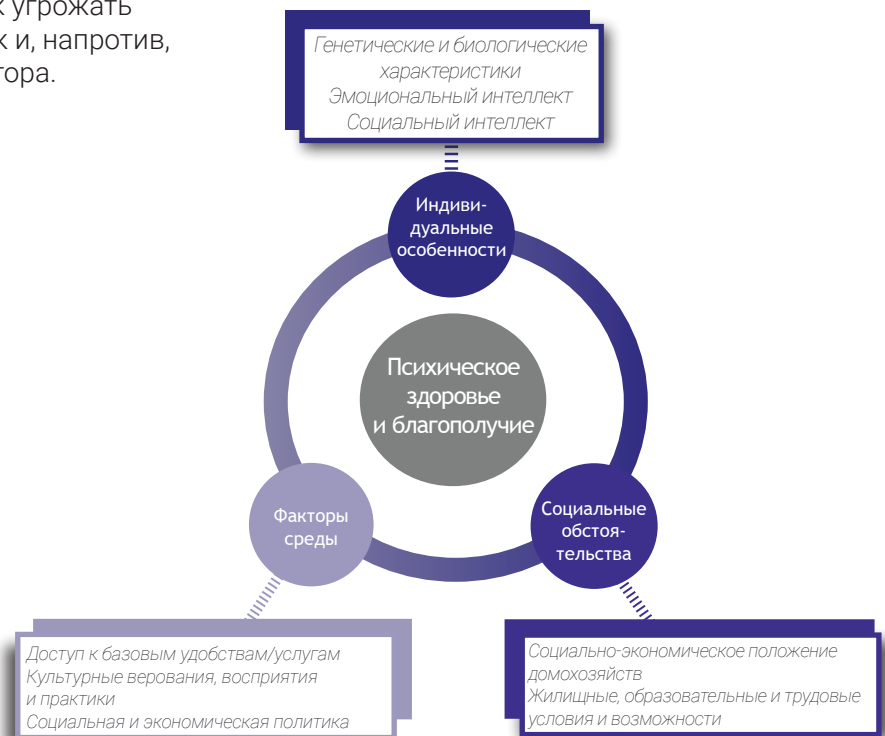 угрожать
к и, напротив,
тора.
Генетические и биологические
характеристики
Эмоциональный интеллект
Социальный интеллект
Индиви-
дуальные
особенности
Психическое
здоровье
и благополучие
Факторы
среды
Социальные
обстоя-
тельства
Доступ к базовым удобствам/услугам
Культурные верования, восприятия
и практики
Социальная и экономическая политика
Социально-экономическое положение
домохозяйств
Жилищные, образовательные и трудовые
условия и возможности